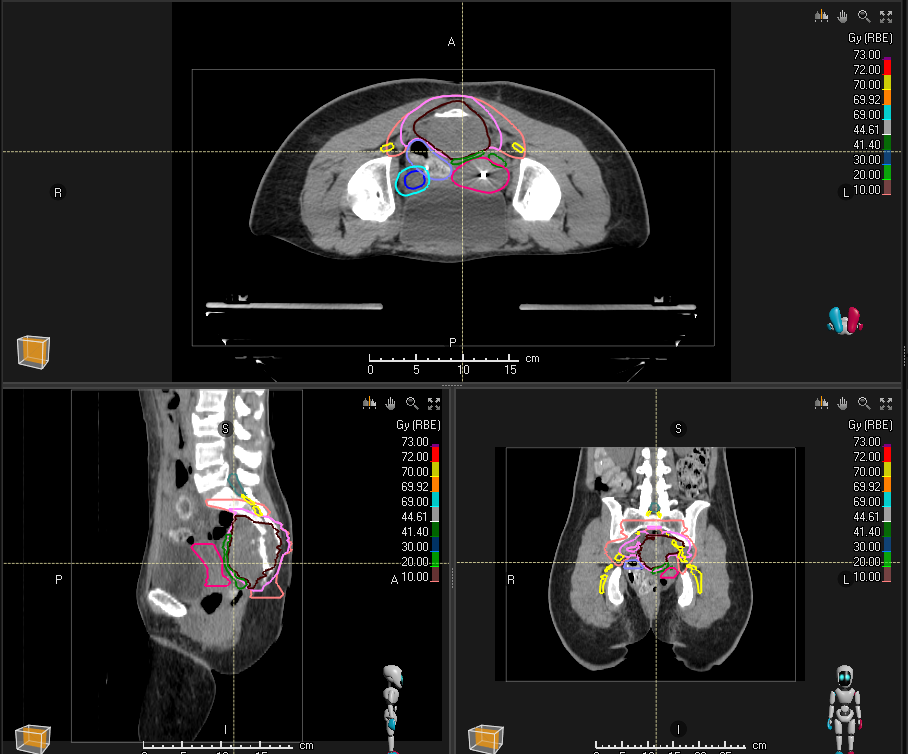 A
Gy (RBE)
73.00
72.00
70.00
69.92
69.00
44.61
41.40
30.00
20.00
10.00
R
L
P
cm
0 5 10 15
S
Gy (RBE)
73.00
72.00
70.00
69.92
69.00
44.61
41.40
30.00
20.00
10.00
P
A
I
cm
S
Gy (RBE)
73.00
72.00
70.00
69.92
69.00
44.61
41.40
30.00
20.00
10.00
R
L
I
cm